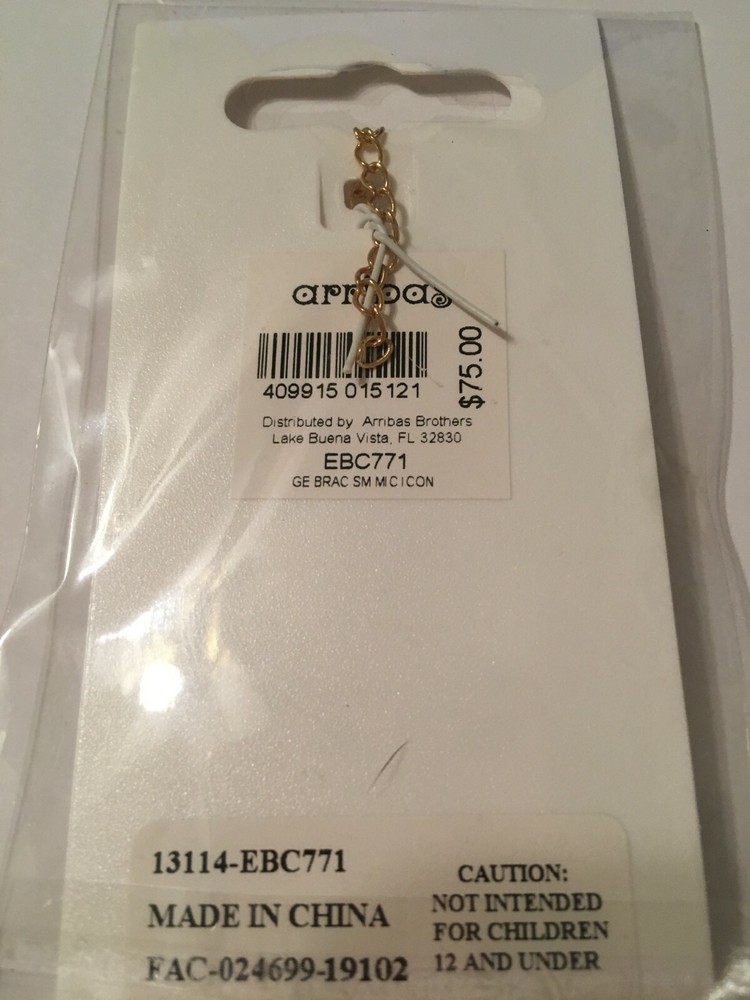 arribas
$75.00
409915 015121
Distributed by Arribas Brothers
Lake Buena Vista, FL 32830
EBC771
GE BRAC SM MIC ICON
13114-EBC771
MADE IN CHINA
FAC-024699-19102
CAUTION:
NOT INTENDED
FOR CHILDREN
12 AND UNDER